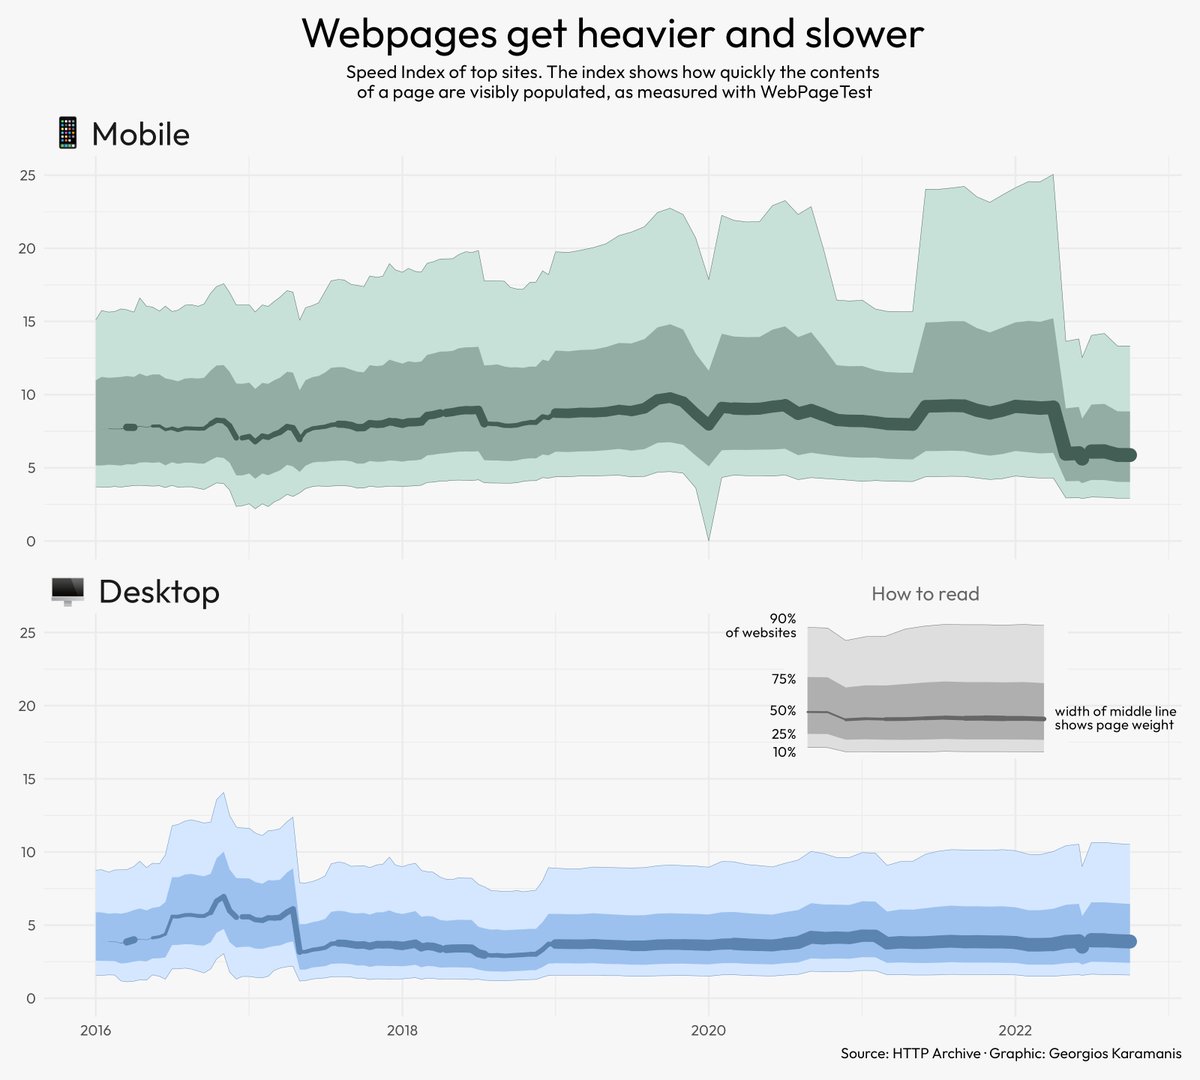 Webpages get heavier and slower
Speed Index of top sites. The index shows how quickly the contents
of a page are visibly populated, as measured with WebPageTest
Mobile
25
20
15
10
5
0
Desktop
How to read
90%
of websites
75%
50%
25%
10%
width of middle line
shows page weight
25
20
15
10
5
0
2016
2018
2020
2022
Source: HTTP Archive · Graphic: Georgios Karamanis